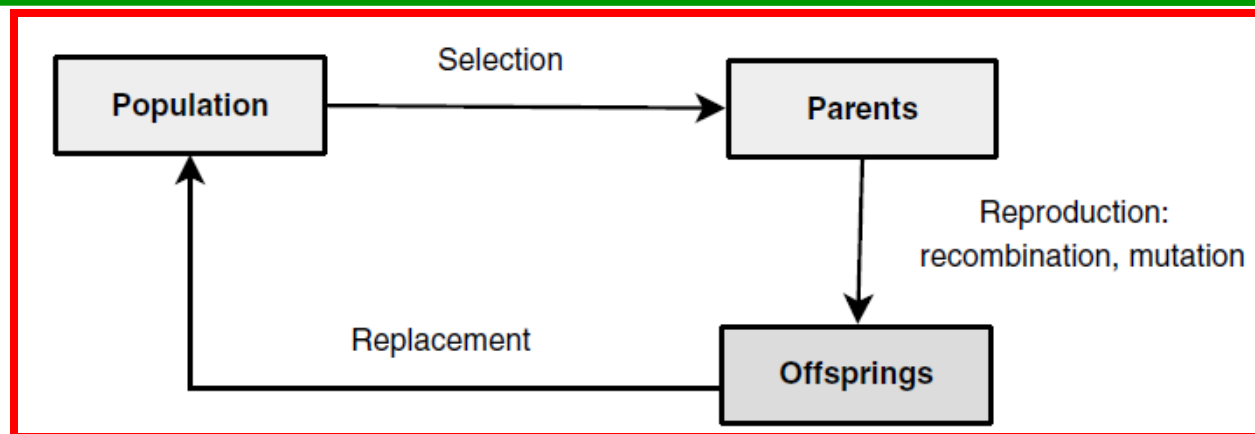 Selection
Population
Parents
Reproduction:
recombination, mutation
Replacement
Offsprings